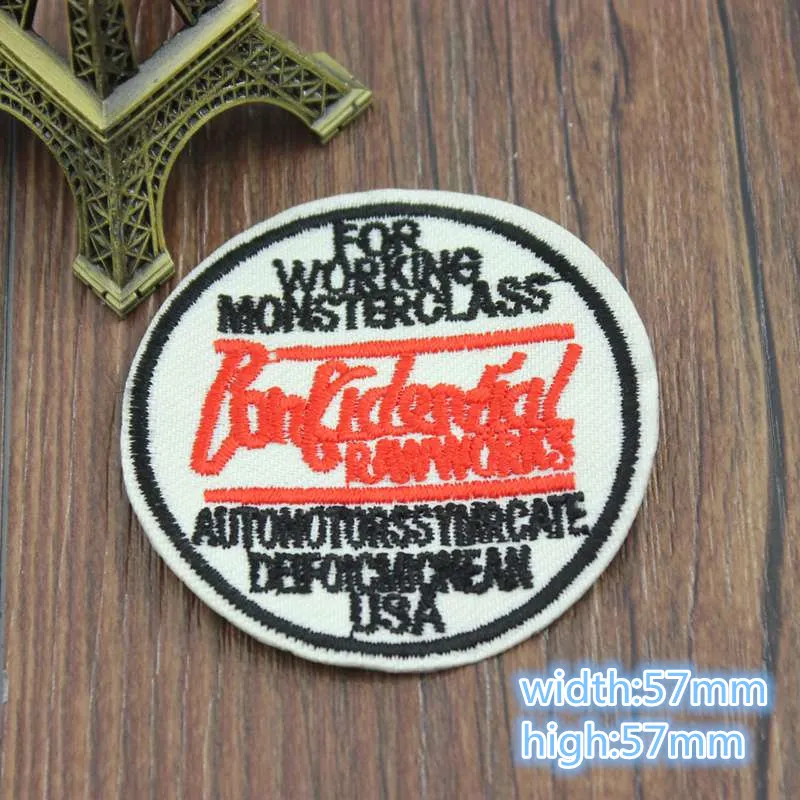 FOR
WORKING
MONSTERCLASS
Confidential
RAWWORKS
USA
width:57mm
high:57mm